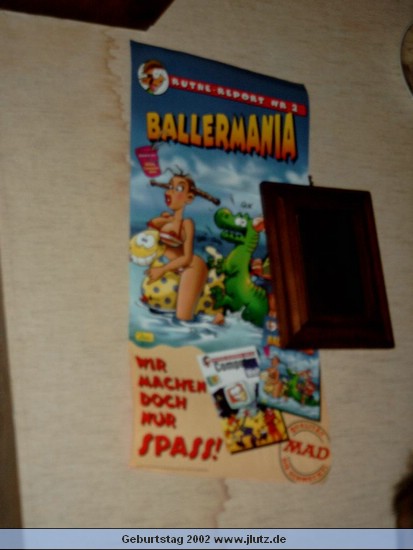 RUTHE-REPORT NR 2
BALLERMANIA
WIR
MACHEN
DOCH
NUR
SPASS!
MAD
Geburtstag 2002 www.jlutz.de